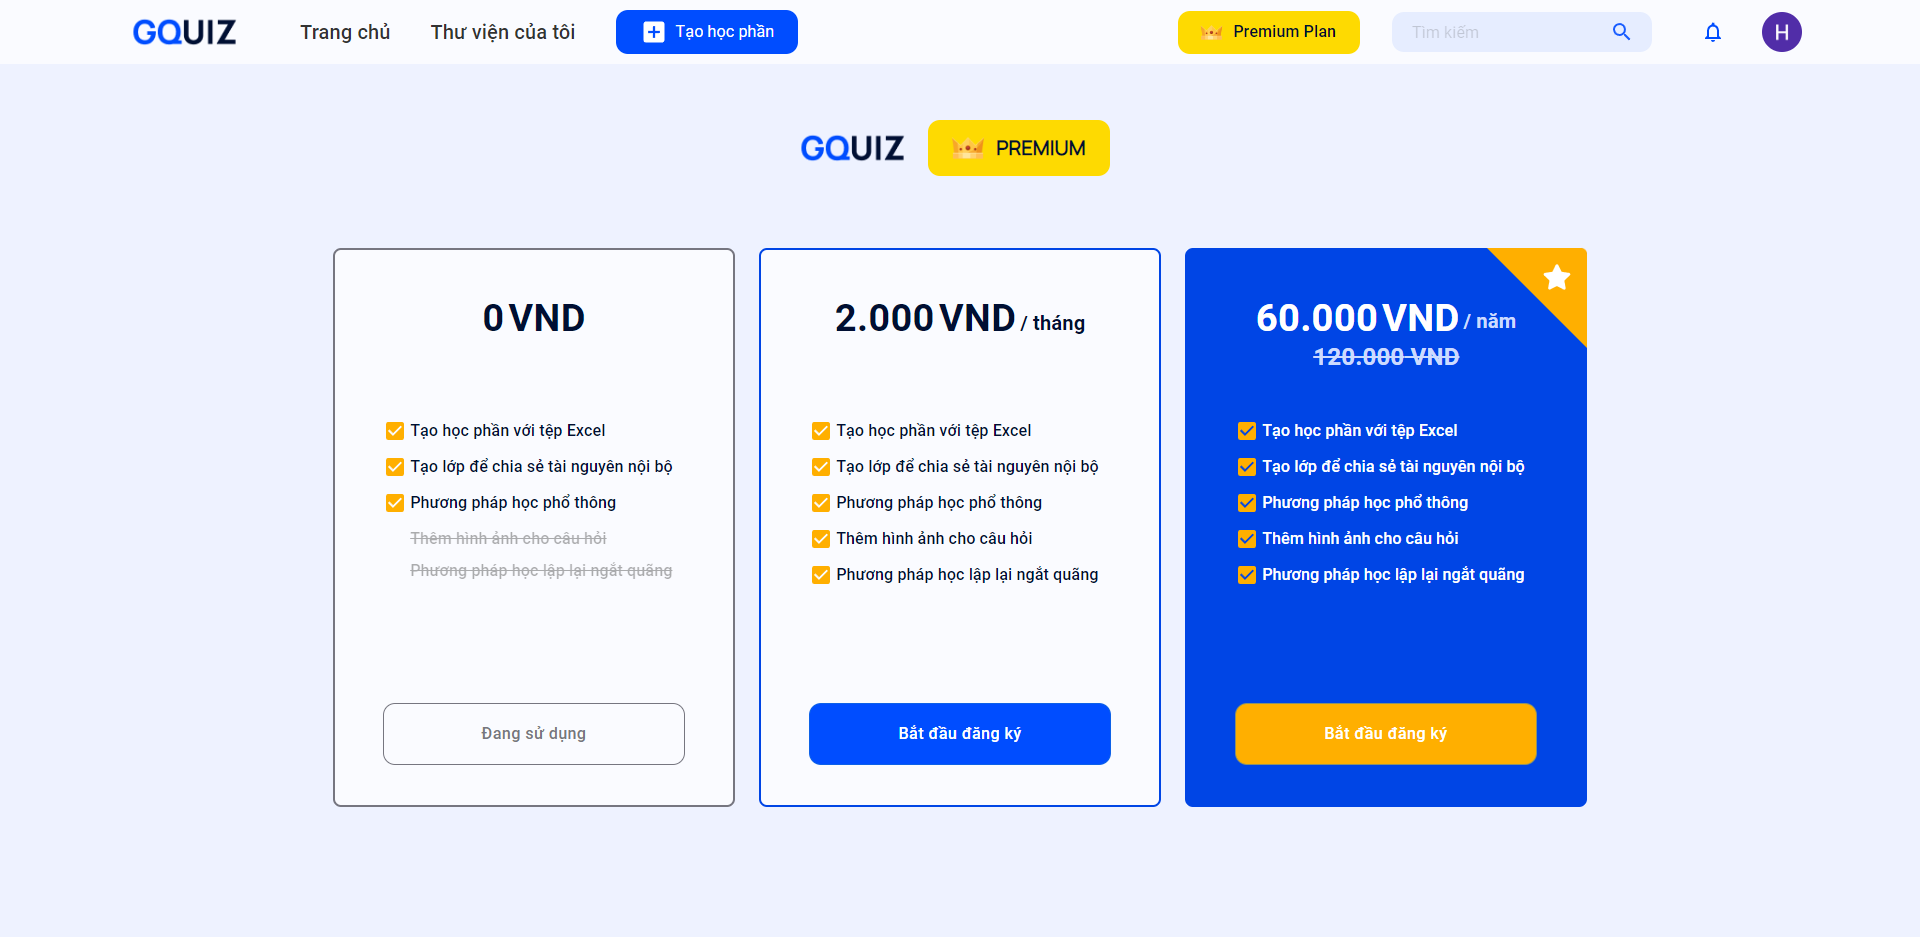 GQUIZ
Trang chủ
Thư viện của tôi
Tạo học phần
Premium Plan
Tìm kiếm
H
GQUIZ
PREMIUM
0 VND
Tạo học phần với tệp Excel
Tạo lớp để chia sẻ tài nguyên nội bộ
Phương pháp học phổ thông
Thêm hình ảnh cho câu hỏi
Phương pháp học lập lại ngắt quãng
Đang sử dụng
2.000 VND / tháng
Tạo học phần với tệp Excel
Tạo lớp để chia sẻ tài nguyên nội bộ
Phương pháp học phổ thông
Thêm hình ảnh cho câu hỏi
Phương pháp học lập lại ngắt quãng
Bắt đầu đăng ký
60.000 VND / năm
120.000 VND
Tạo học phần với tệp Excel
Tạo lớp để chia sẻ tài nguyên nội bộ
Phương pháp học phổ thông
Thêm hình ảnh cho câu hỏi
Phương pháp học lập lại ngắt quãng
Bắt đầu đăng ký